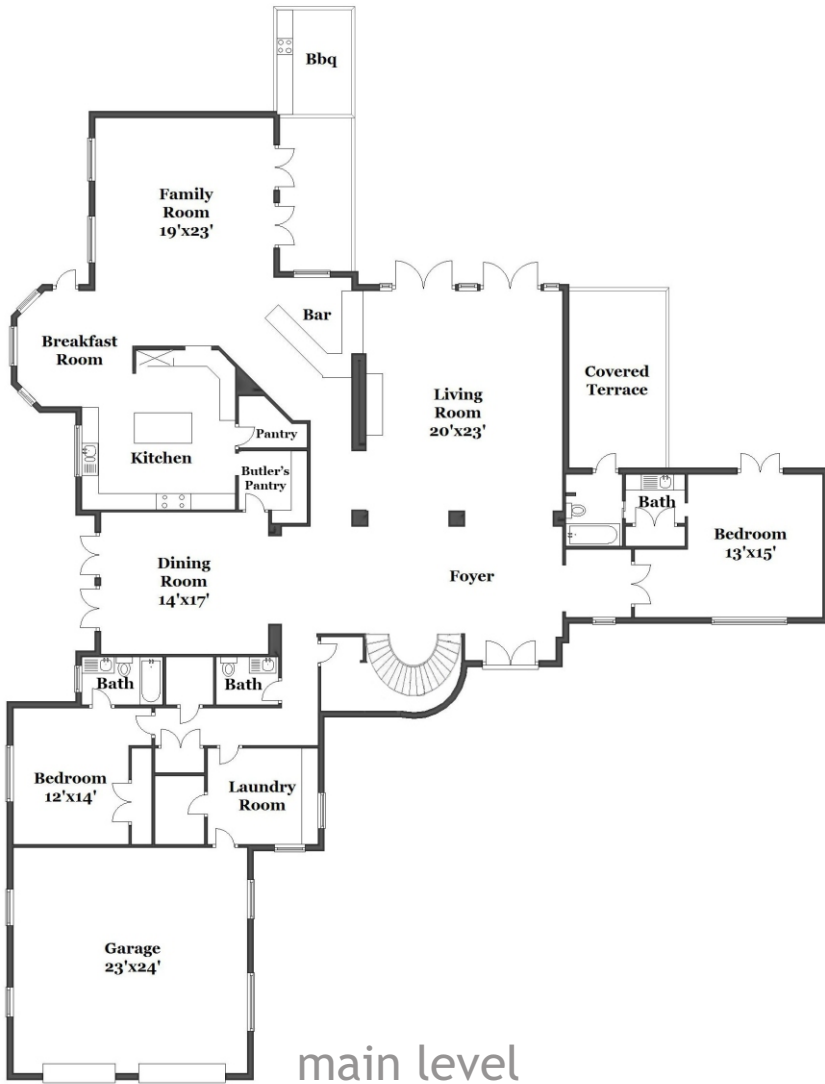 Bbq
Family
Room
19'x23'
Bar
Breakfast
Room
Living
Room
20'x23'
Covered
Terrace
Pantry
Kitchen
Butler's
Pantry
Bath
Bedroom
13'x15'
Dining
Room
14'x17'
Foyer
Bath
Bath
Bedroom
12'x14'
Laundry
Room
Garage
23'x24'
main level